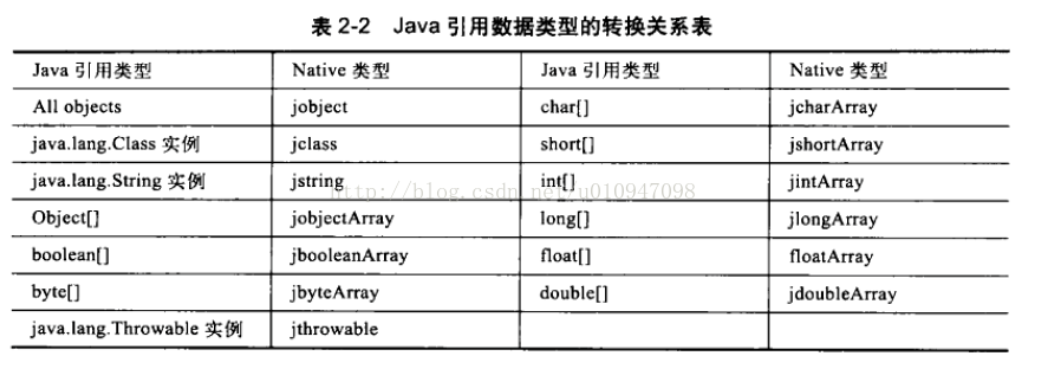 表 2-2 Java 引用数据类型的转换关系表
Java 引用类型 Native 类型 Java 引用类型 Native 类型
All objects jobject char[] jcharArray
java.lang.Class 实例 jclass short[] jshortArray
java.lang.String 实例 jstring int[] jintArray
http://blog.csdn.net/u010947098
Object[] jobjectArray long[] jlongArray
boolean[] jbooleanArray float[] floatArray
byte[] jbyteArray double[] jdoubleArray
java.lang.Throwable 实例 jthrowable